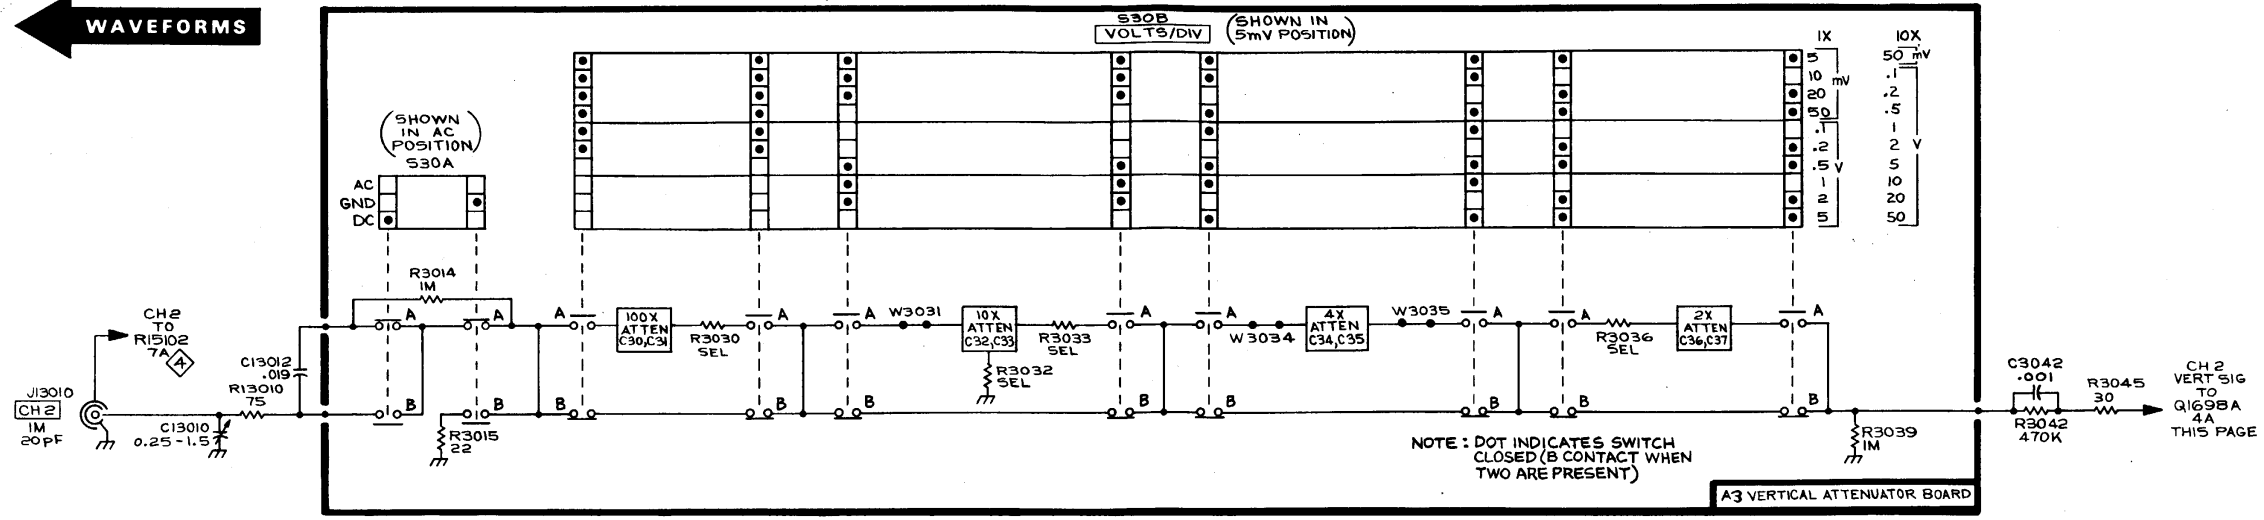 WAVEFORMS
S30B
VOLTS/DIV
(SHOWN IN
5mV POSITION)
1X
10X
5
50 mV
10 mV
.1
20
.2
50
.5
.1
1
.2
2 V
.5 V
5
1
10
2
20
5
50
(SHOWN
IN AC
POSITION)
S30A
AC
GND
DC
R3014
1M
CH2
TO
R15102
7A
4
C13012
.019
R13010
75
J13010
CH 2
1M
20pF
C13010
0.25-1.5
A
A
B
B
R3015
22
A
100X
ATTEN
C30,C31
R3030
SEL
A
B
B
A
W3031
10X
ATTEN
C32,C33
R3033
SEL
R3032
SEL
A
B
B
A
W3034
4X
ATTEN
C34,C35
W3035
A
B
B
A
R3036
SEL
2X
ATTEN
C36,C37
A
B
B
NOTE: DOT INDICATES SWITCH
CLOSED (B CONTACT WHEN
TWO ARE PRESENT)
R3039
1M
A3 VERTICAL ATTENUATOR BOARD
C3042
.001
R3042
470K
R3045
30
CH 2
VERT SIG
TO
Q1698A
4A
THIS PAGE